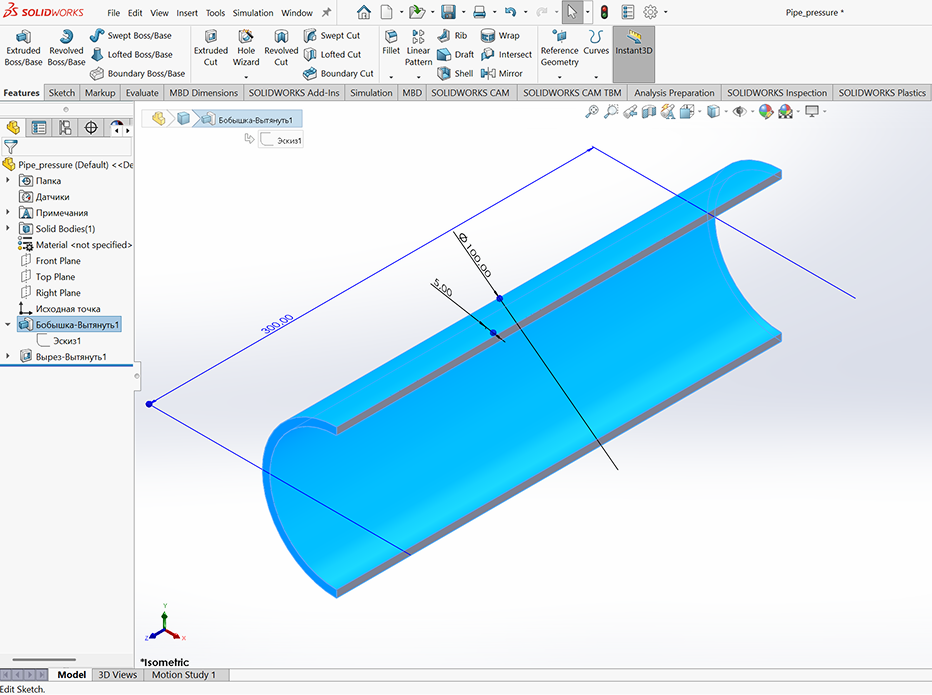 SOLIDWORKS File Edit View Insert Tools Simulation Window Pipe_pressure *
Extruded Boss/Base
Revolved Boss/Base
Swept Boss/Base
Lofted Boss/Base
Boundary Boss/Base
Extruded Cut
Hole Wizard
Revolved Cut
Swept Cut
Lofted Cut
Boundary Cut
Fillet
Linear Pattern
Rib
Draft
Shell
Wrap
Intersect
Mirror
Reference Geometry
Curves
Instant3D
Features Sketch Markup Evaluate MBD Dimensions SOLIDWORKS Add-Ins Simulation MBD SOLIDWORKS CAM SOLIDWORKS CAM TBM Analysis Preparation SOLIDWORKS Inspection SOLIDWORKS Plastics
Бобышка-Вытянуть1
Эскиз1
Pipe_pressure (Default) <<De
Папка
Датчики
Примечания
Solid Bodies(1)
Material <not specified>
Front Plane
Top Plane
Right Plane
Исходная точка
Бобышка-Вытянуть1
Эскиз1
Вырез-Вытянуть1
Ø100.00
5.00
300.00
Y
Z
X
*Isometric
Model 3D Views Motion Study 1
Edit Sketch.